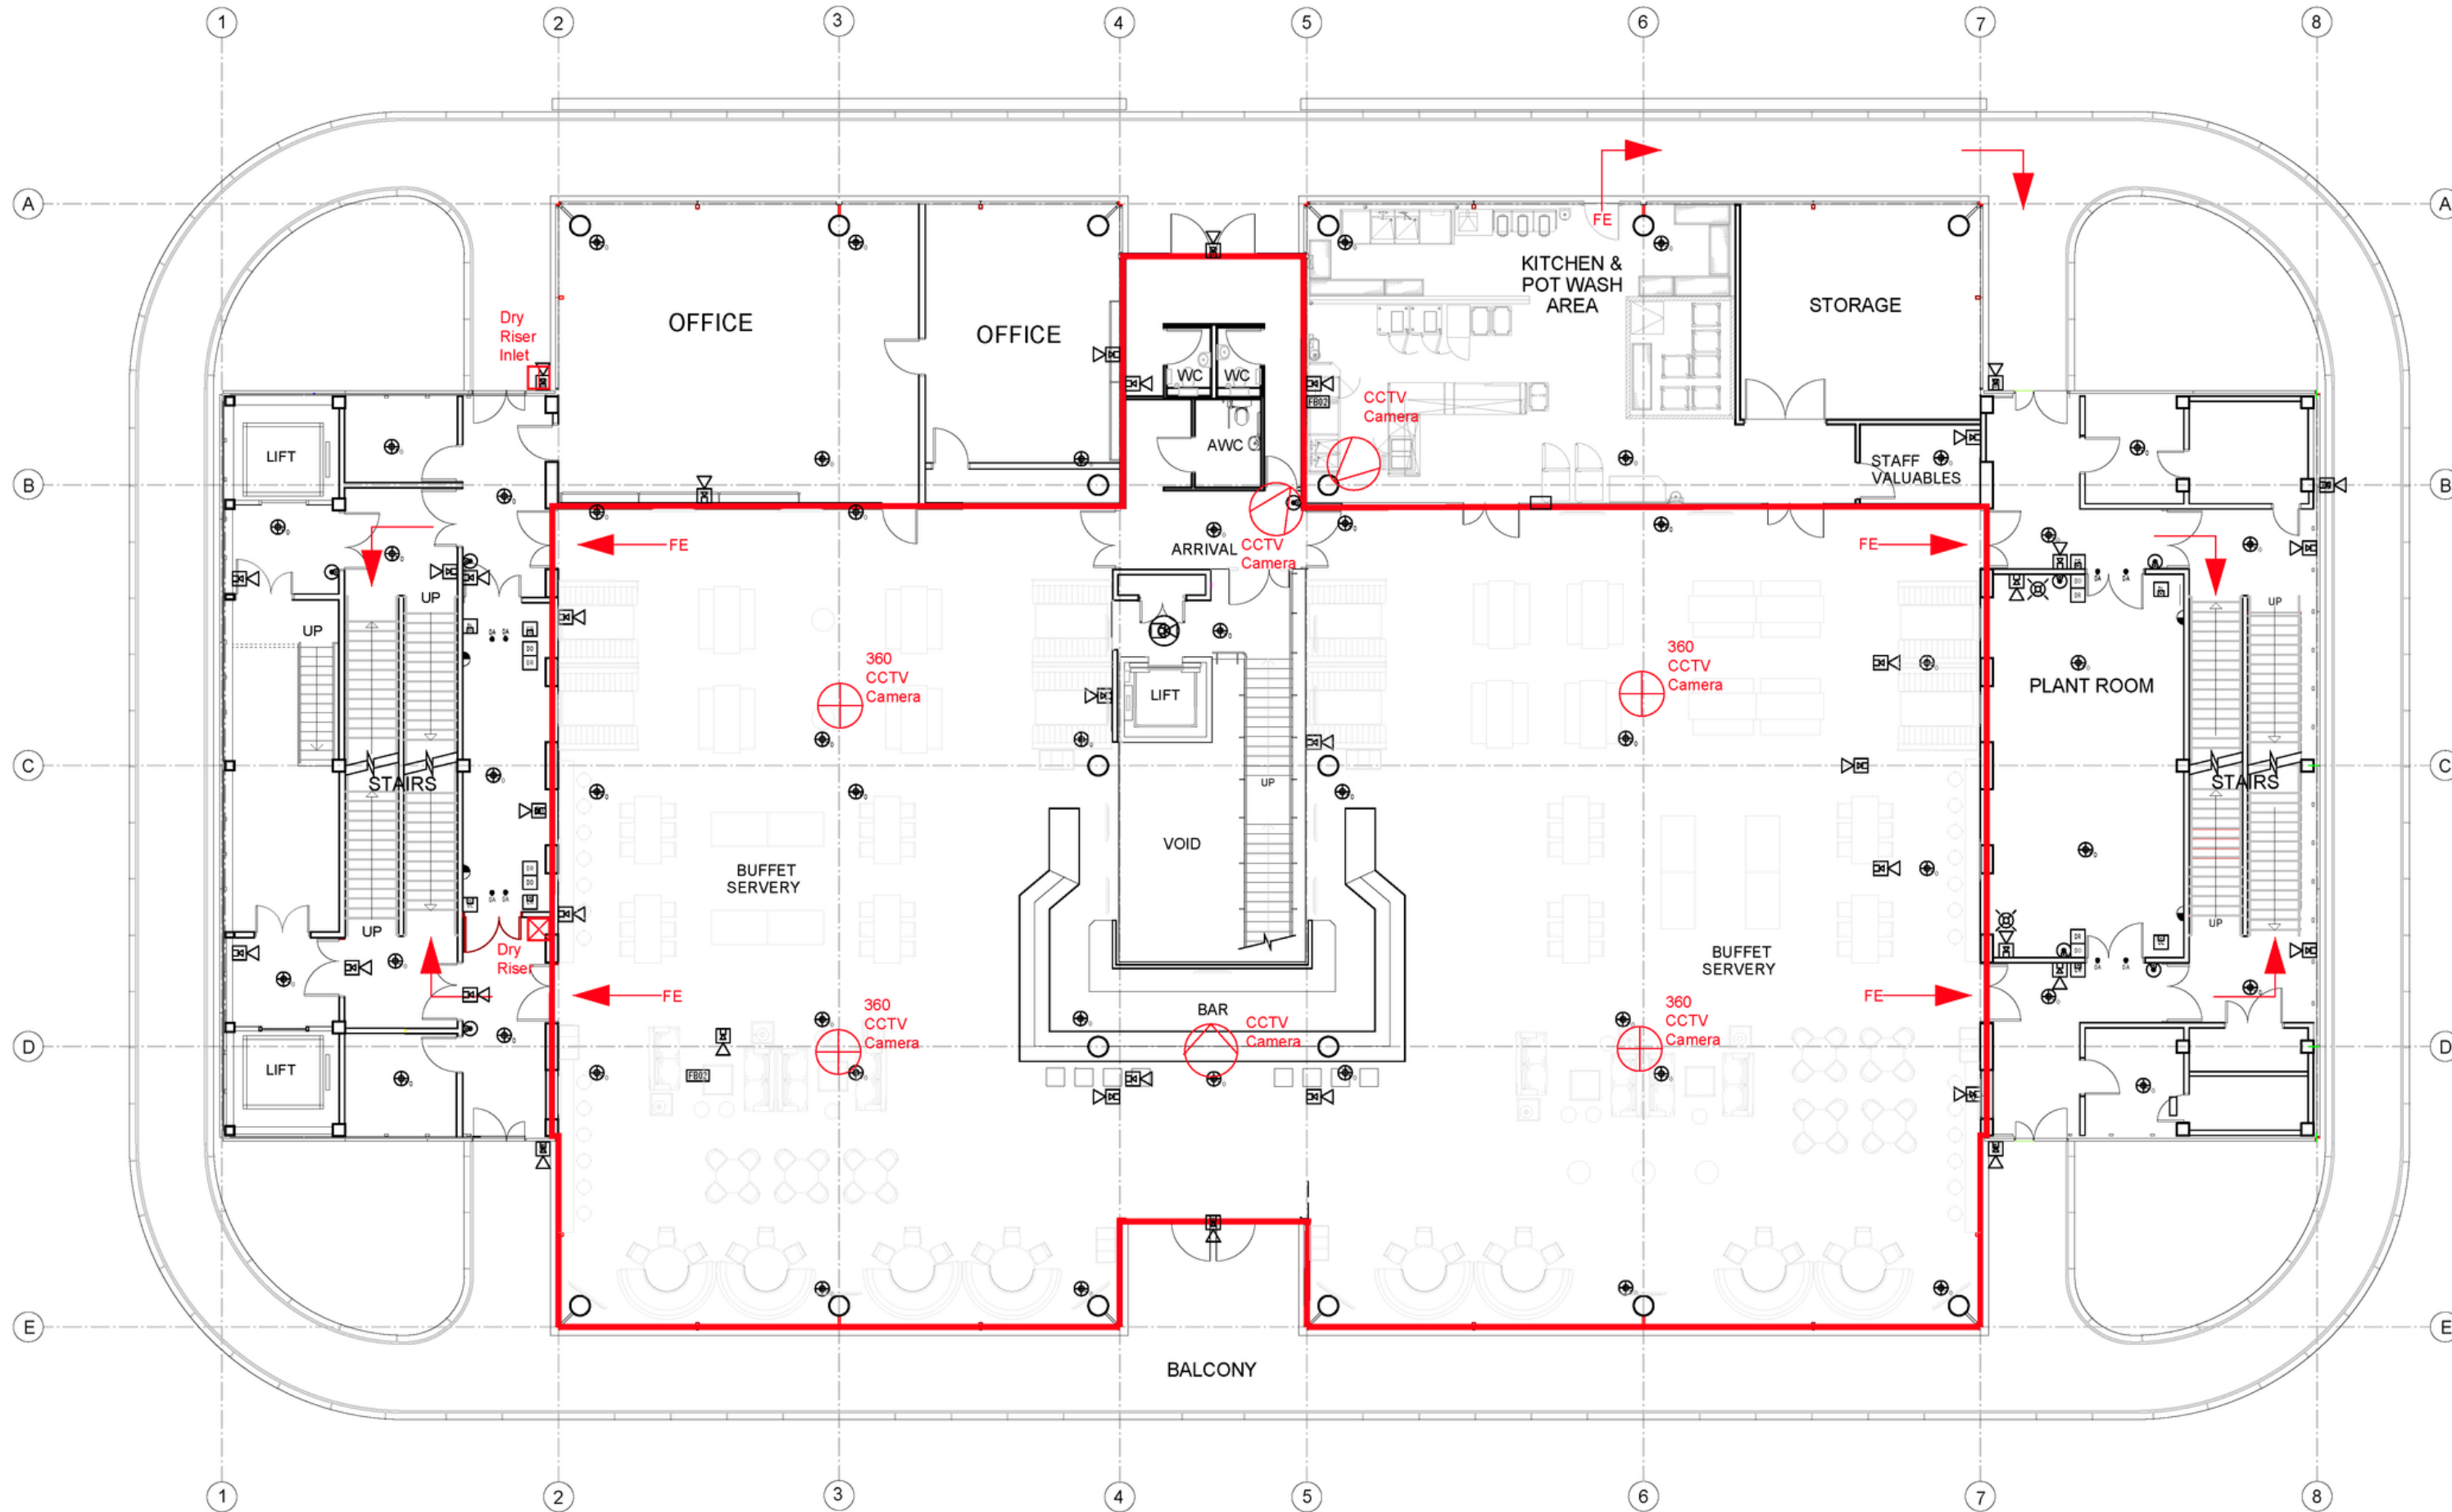 1 2 3 4 5 6 7 8
A A
FE
KITCHEN &
POT WASH
AREA
STORAGE
OFFICE
OFFICE
Dry
Riser
Inlet
WC WC
FB02
CCTV
Camera
AWC
LIFT
STAFF
VALUABLES
B B
FE
ARRIVAL
CCTV
Camera
FE
UP
UP
UP
UP
360
CCTV
Camera
LIFT
360
CCTV
Camera
PLANT ROOM
C C
STAIRS
UP
STAIRS
VOID
BUFFET
SERVERY
BUFFET
SERVERY
UP
UP
Dry
Riser
FE
FE
360
CCTV
Camera
BAR
CCTV
Camera
360
CCTV
Camera
D D
LIFT
FB02
E E
BALCONY
1 2 3 4 5 6 7 8